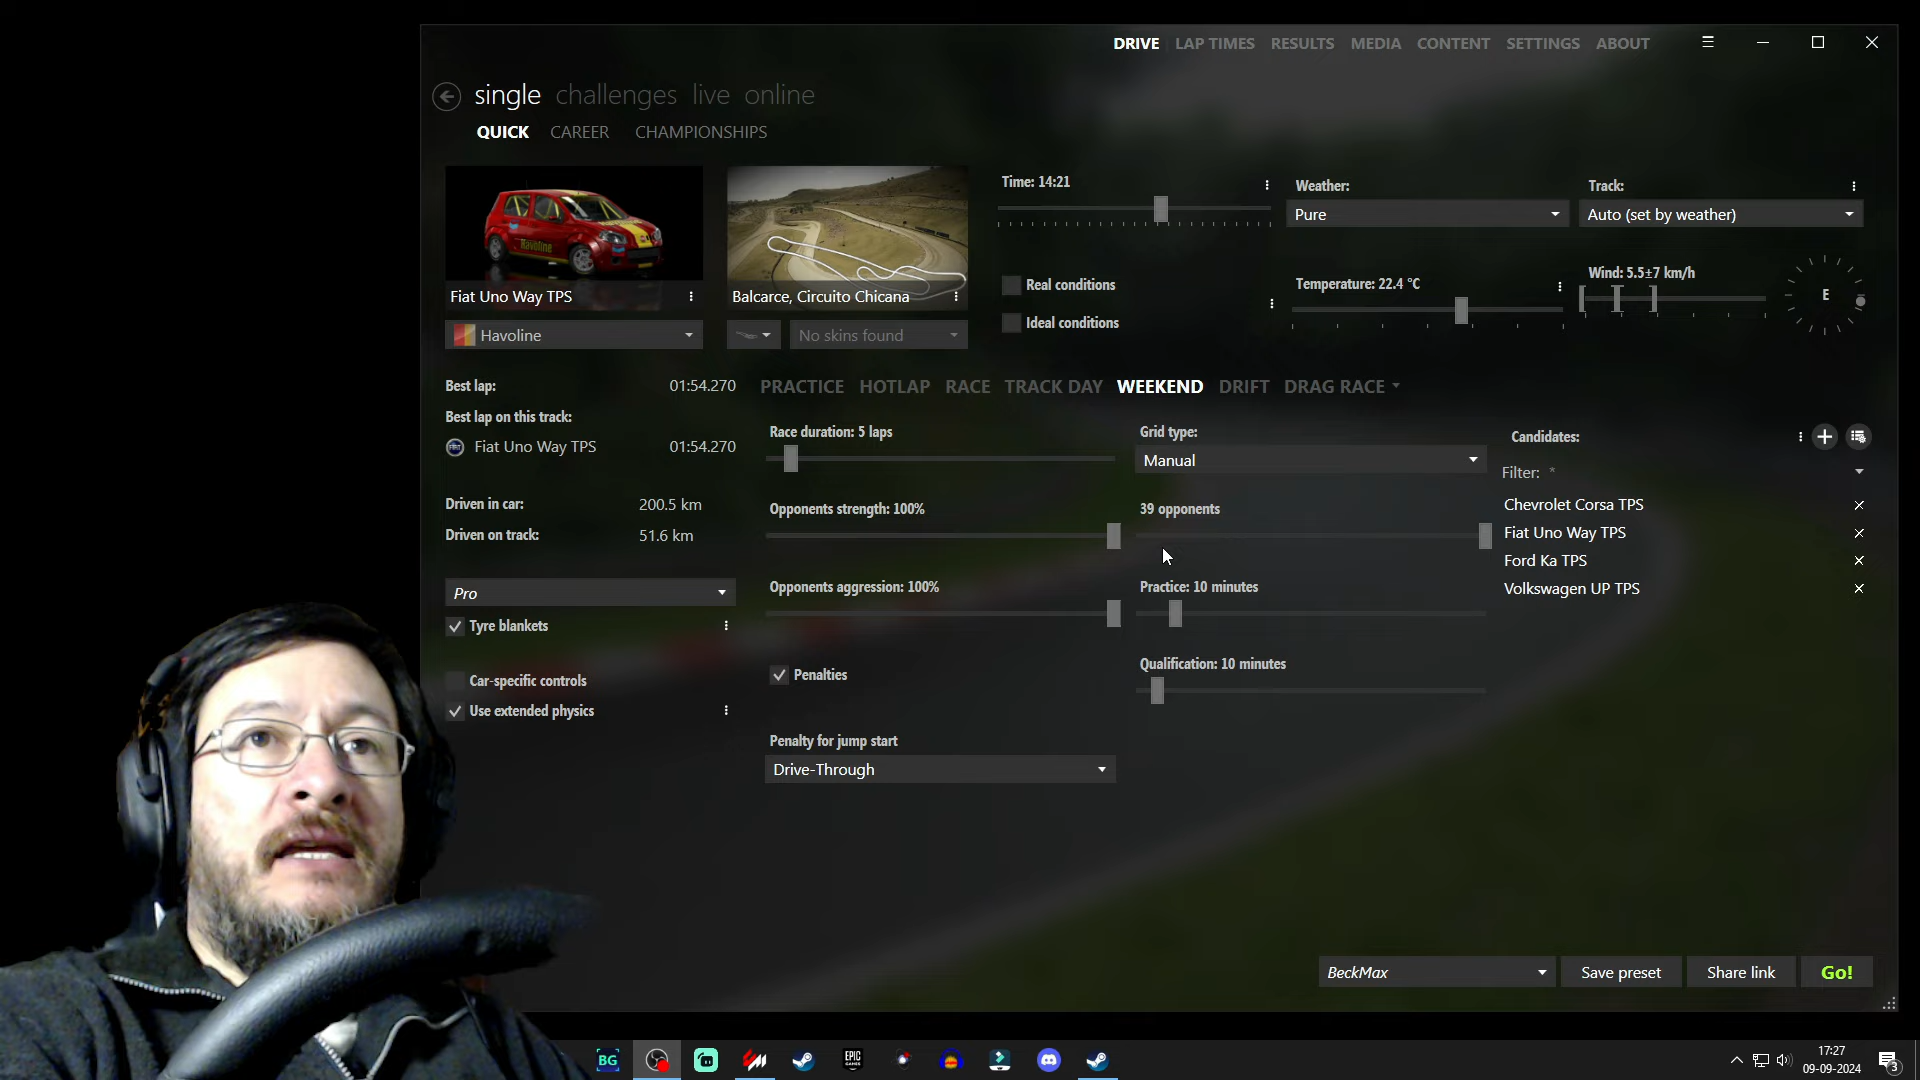 DRIVE LAP TIMES RESULTS MEDIA CONTENT SETTINGS ABOUT
single challenges live online
QUICK CAREER CHAMPIONSHIPS
Havoline
Fiat Uno Way TPS
Balcarce, Circuito Chicana
Havoline
No skins found
Time: 14:21
Weather:
Pure
Track:
Auto (set by weather)
Real conditions
Ideal conditions
Temperature: 22.4 °C
Wind: 5.5±7 km/h
E
Best lap: 01:54.270
Best lap on this track:
Fiat Uno Way TPS 01:54.270
Driven in car: 200.5 km
Driven on track: 51.6 km
Pro
Tyre blankets
Car-specific controls
Use extended physics
PRACTICE HOTLAP RACE TRACK DAY WEEKEND DRIFT DRAG RACE
Race duration: 5 laps
Opponents strength: 100%
Opponents aggression: 100%
Penalties
Penalty for jump start
Drive-Through
Grid type:
Manual
39 opponents
Practice: 10 minutes
Qualification: 10 minutes
Candidates:
Filter: *
Chevrolet Corsa TPS
Fiat Uno Way TPS
Ford Ka TPS
Volkswagen UP TPS
BeckMax
Save preset
Share link
Go!
BG
EPIC
GAMES
17:27
09-09-2024
3